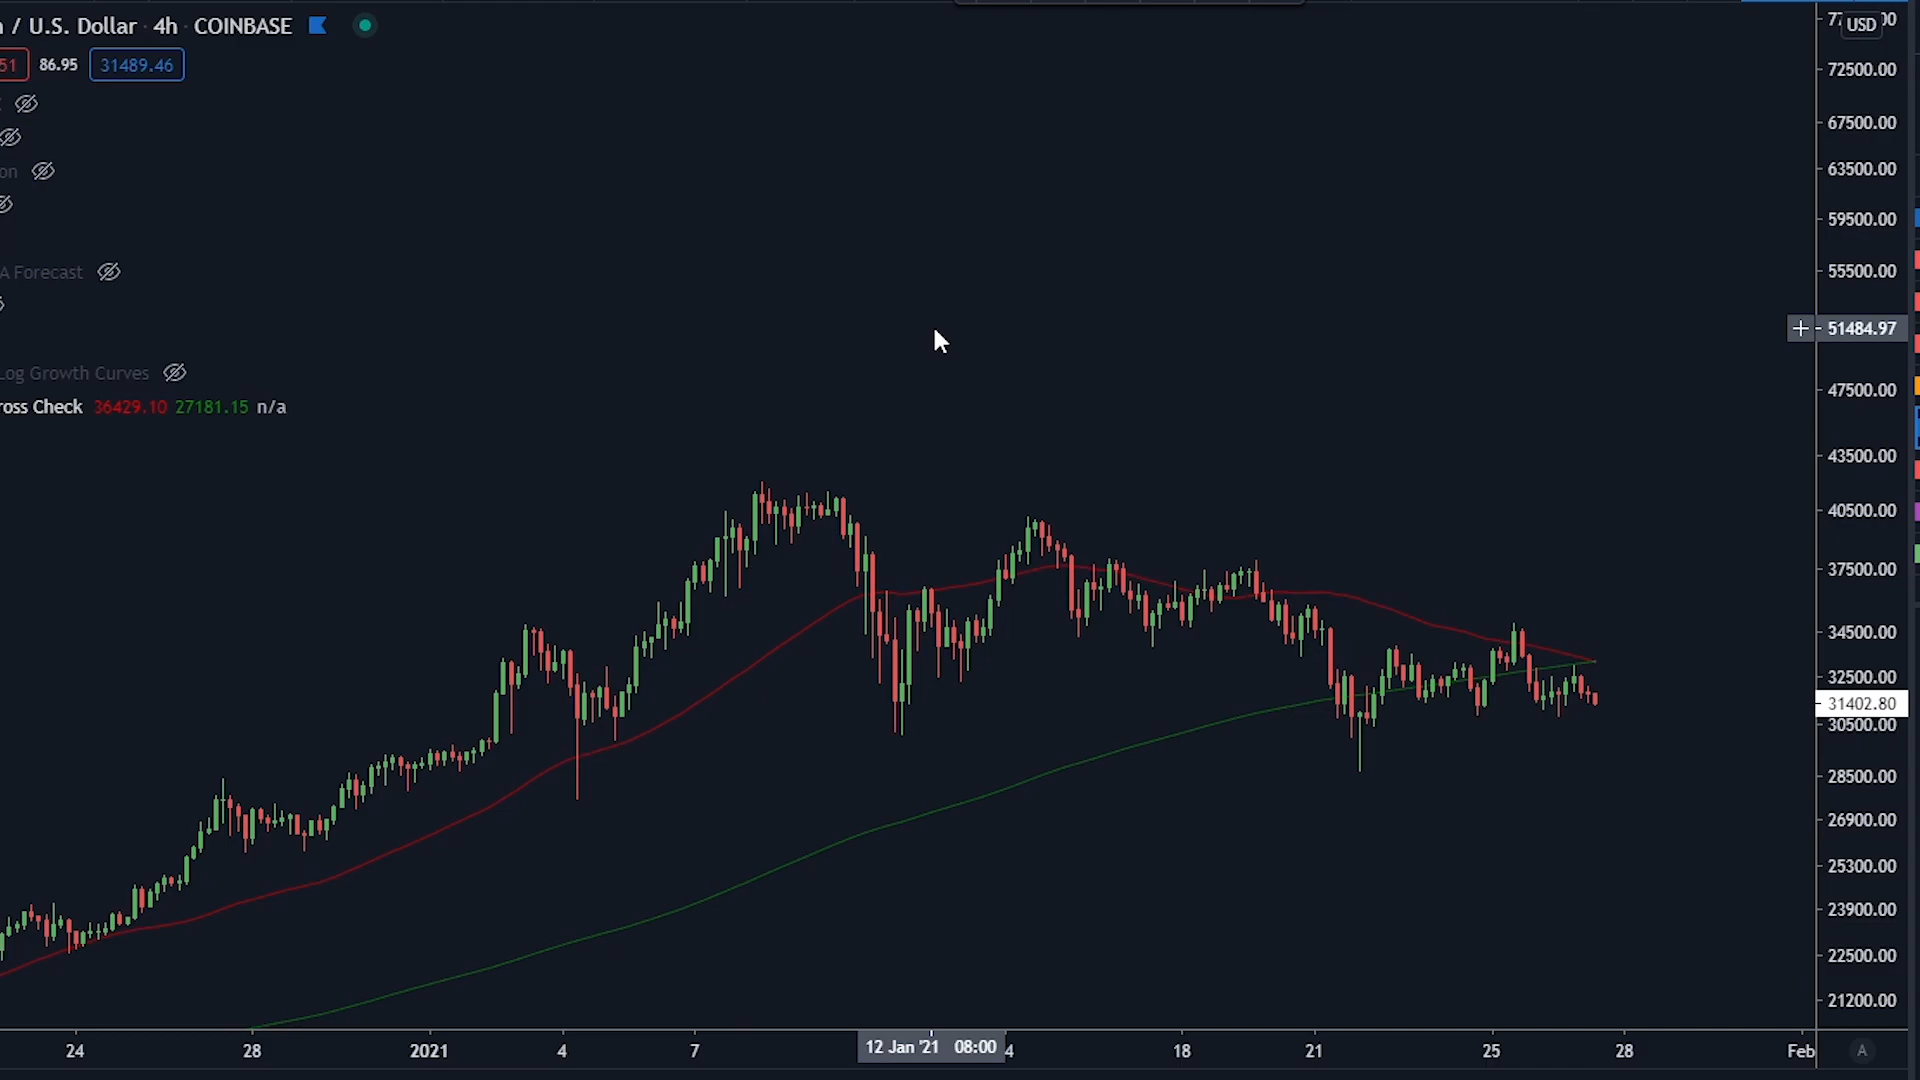 / U.S. Dollar · 4h · COINBASE
51 86.95 31489.46
on
A Forecast
Log Growth Curves
ross Check 36429.10 27181.15 n/a
USD
72500.00
67500.00
63500.00
59500.00
55500.00
51484.97
47500.00
43500.00
40500.00
37500.00
34500.00
32500.00
31402.80
30500.00
28500.00
26900.00
25300.00
23900.00
22500.00
21200.00
24 28 2021 4 7 12 Jan '21 08:00 4 18 21 25 28 Feb A